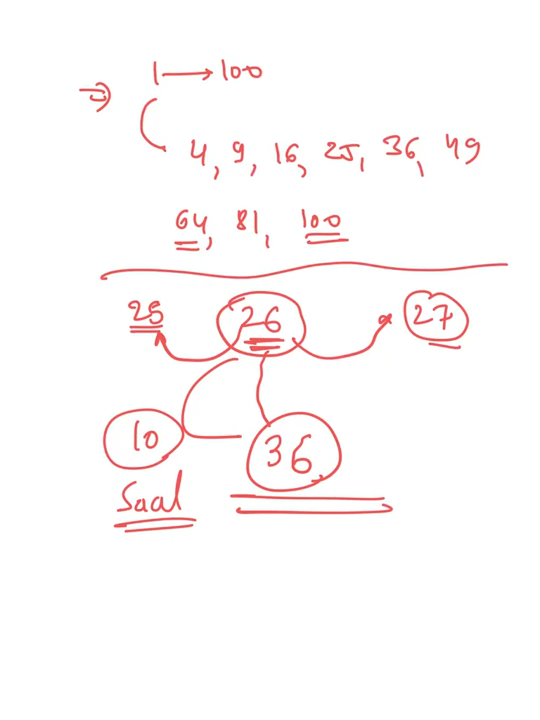 ⇒ 1 → 100
4, 9, 16, 25, 36, 49
64, 81, 100
25 26 27
10 36
Saal